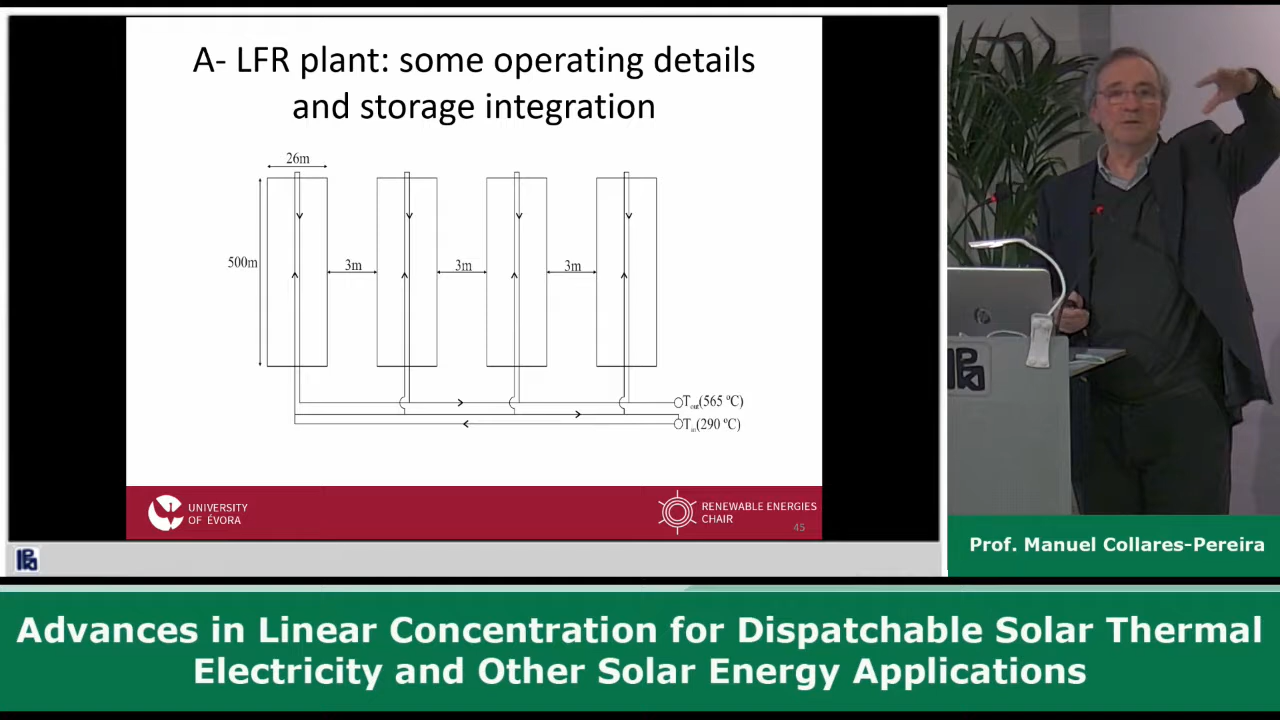 A- LFR plant: some operating details
and storage integration
26m
500m
3m
3m
3m
Tout(565 ºC)
Tin(290 ºC)
UNIVERSITY
OF ÉVORA
RENEWABLE ENERGIES
CHAIR
45
Prof. Manuel Collares-Pereira
Advances in Linear Concentration for Dispatchable Solar Thermal
Electricity and Other Solar Energy Applications